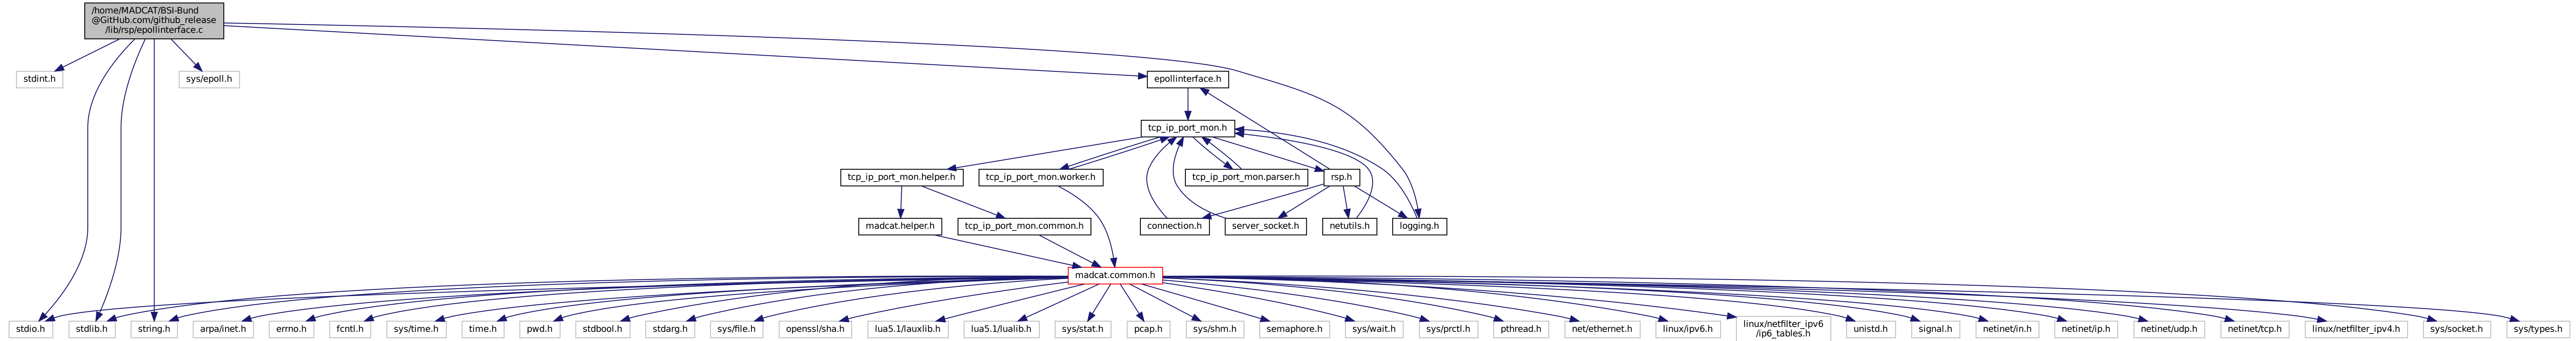 /home/MADCAT/BSI-Bund
@GitHub.com/github_release
/lib/rsp/epollinterface.c
stdint.h
sys/epoll.h
epollinterface.h
tcp_ip_port_mon.h
tcp_ip_port_mon.helper.h
tcp_ip_port_mon.worker.h
tcp_ip_port_mon.parser.h
rsp.h
madcat.helper.h
tcp_ip_port_mon.common.h
connection.h
server_socket.h
netutils.h
logging.h
madcat.common.h
stdio.h
stdlib.h
string.h
arpa/inet.h
errno.h
fcntl.h
sys/time.h
time.h
pwd.h
stdbool.h
stdarg.h
sys/file.h
openssl/sha.h
lua5.1/lauxlib.h
lua5.1/lualib.h
sys/stat.h
pcap.h
sys/shm.h
semaphore.h
sys/wait.h
sys/prctl.h
pthread.h
net/ethernet.h
linux/ipv6.h
linux/netfilter_ipv6
/ip6_tables.h
unistd.h
signal.h
netinet/in.h
netinet/ip.h
netinet/udp.h
netinet/tcp.h
linux/netfilter_ipv4.h
sys/socket.h
sys/types.h